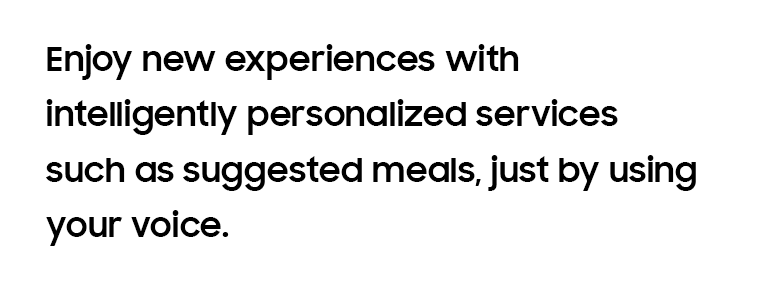 Enjoy new experiences with
intelligently personalized services
such as suggested meals, just by using
your voice.